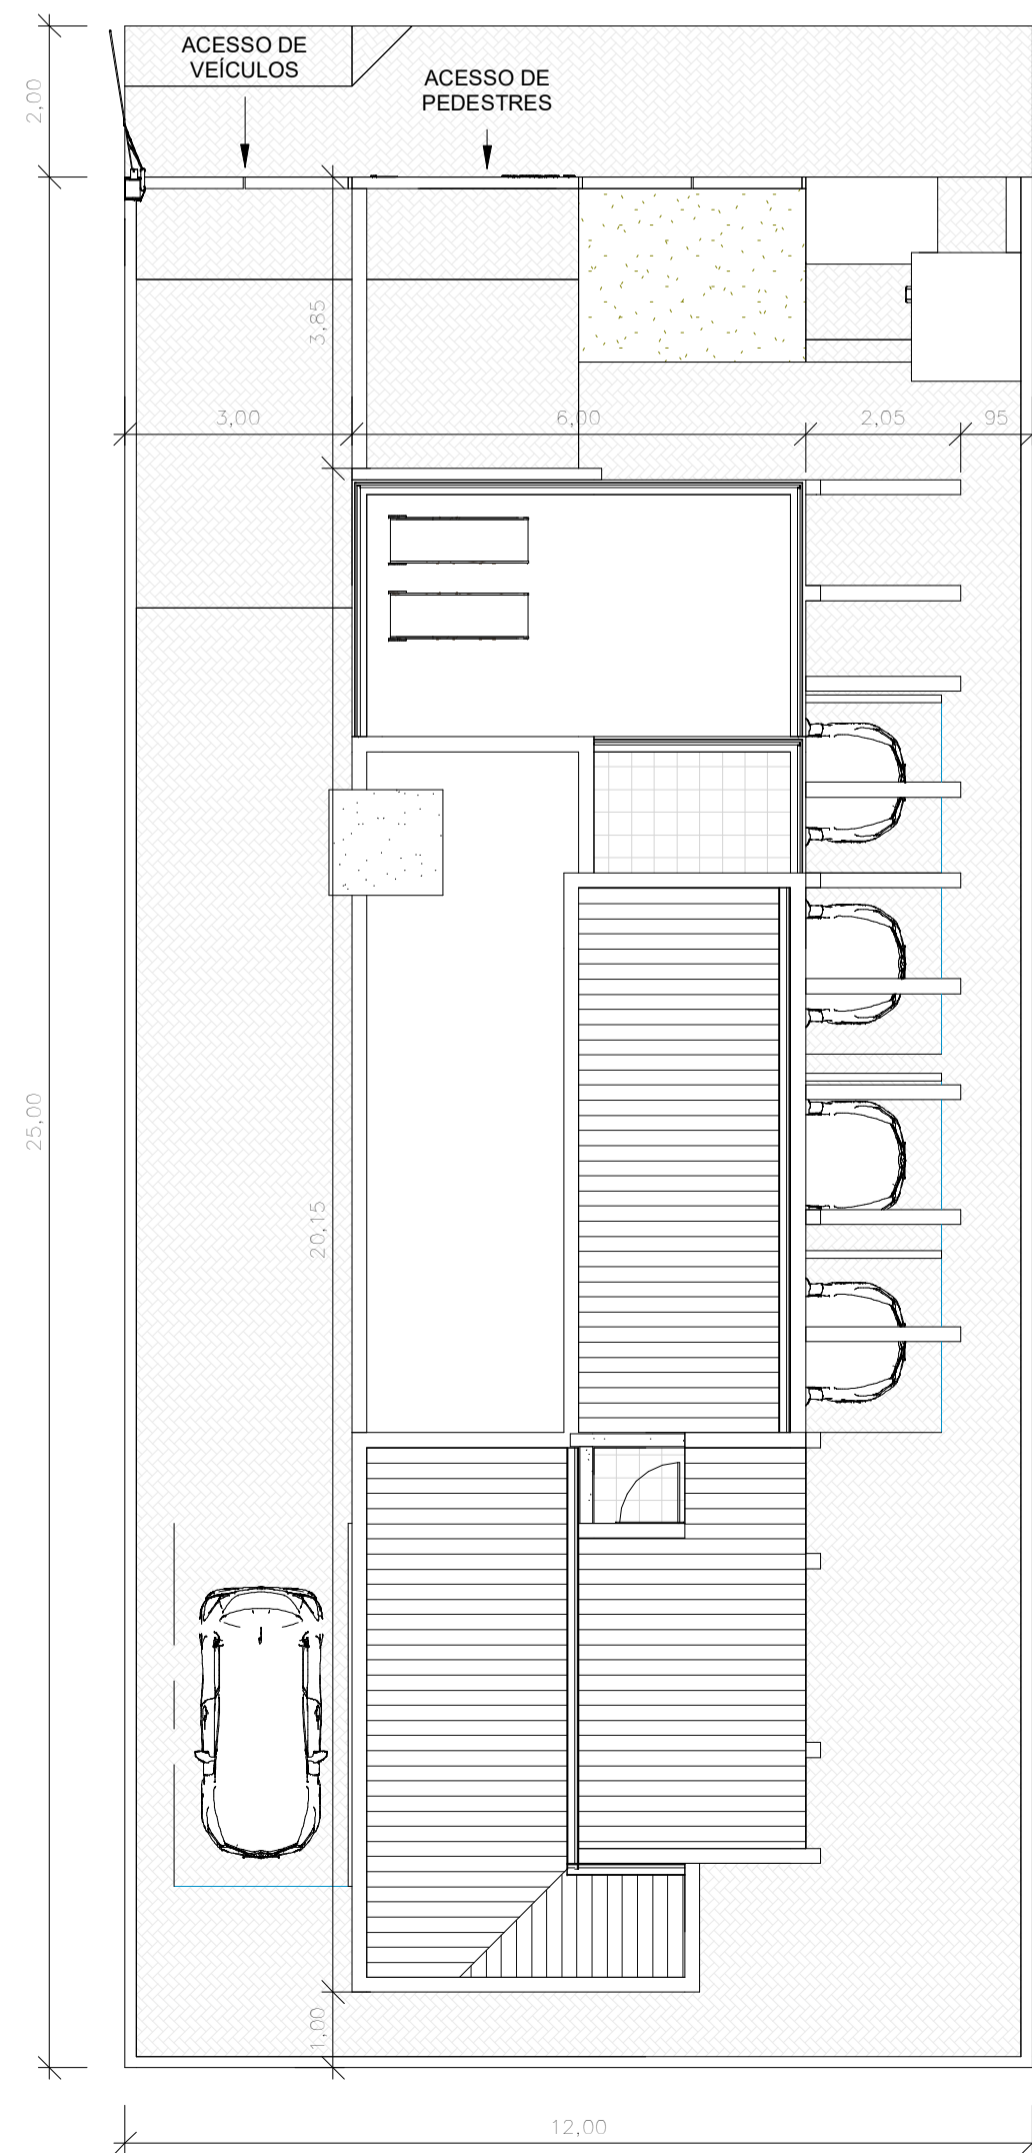 ACESSO DE
VEÍCULOS
ACESSO DE
PEDESTRES
2,00
3,85
3,00
6,00
2,05
95
25,00
20,15
1,00
12,00